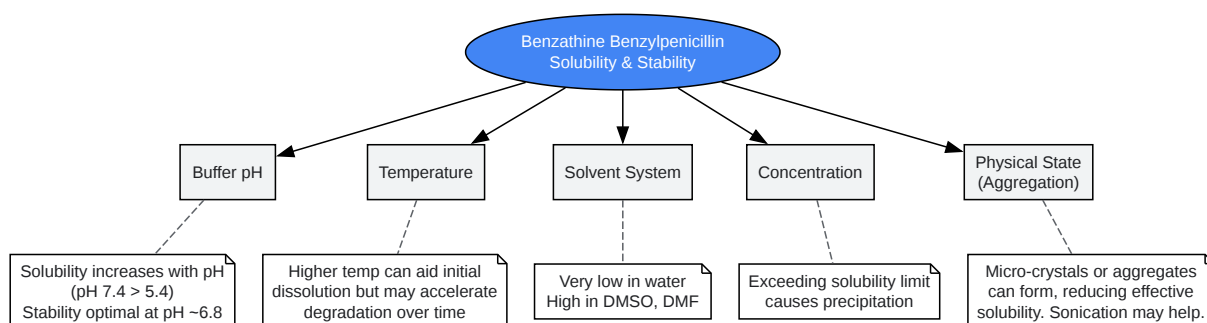 Benzathine Benzylpenicillin
Solubility & Stability
Buffer pH
Temperature
Solvent System
Concentration
Physical State
(Aggregation)
Solubility increases with pH
(pH 7.4 > 5.4)
Stability optimal at pH ~6.8
Higher temp can aid initial
dissolution but may accelerate
degradation over time
Very low in water
High in DMSO, DMF
Exceeding solubility limit
causes precipitation
Micro-crystals or aggregates
can form, reducing effective
solubility. Sonication may help.